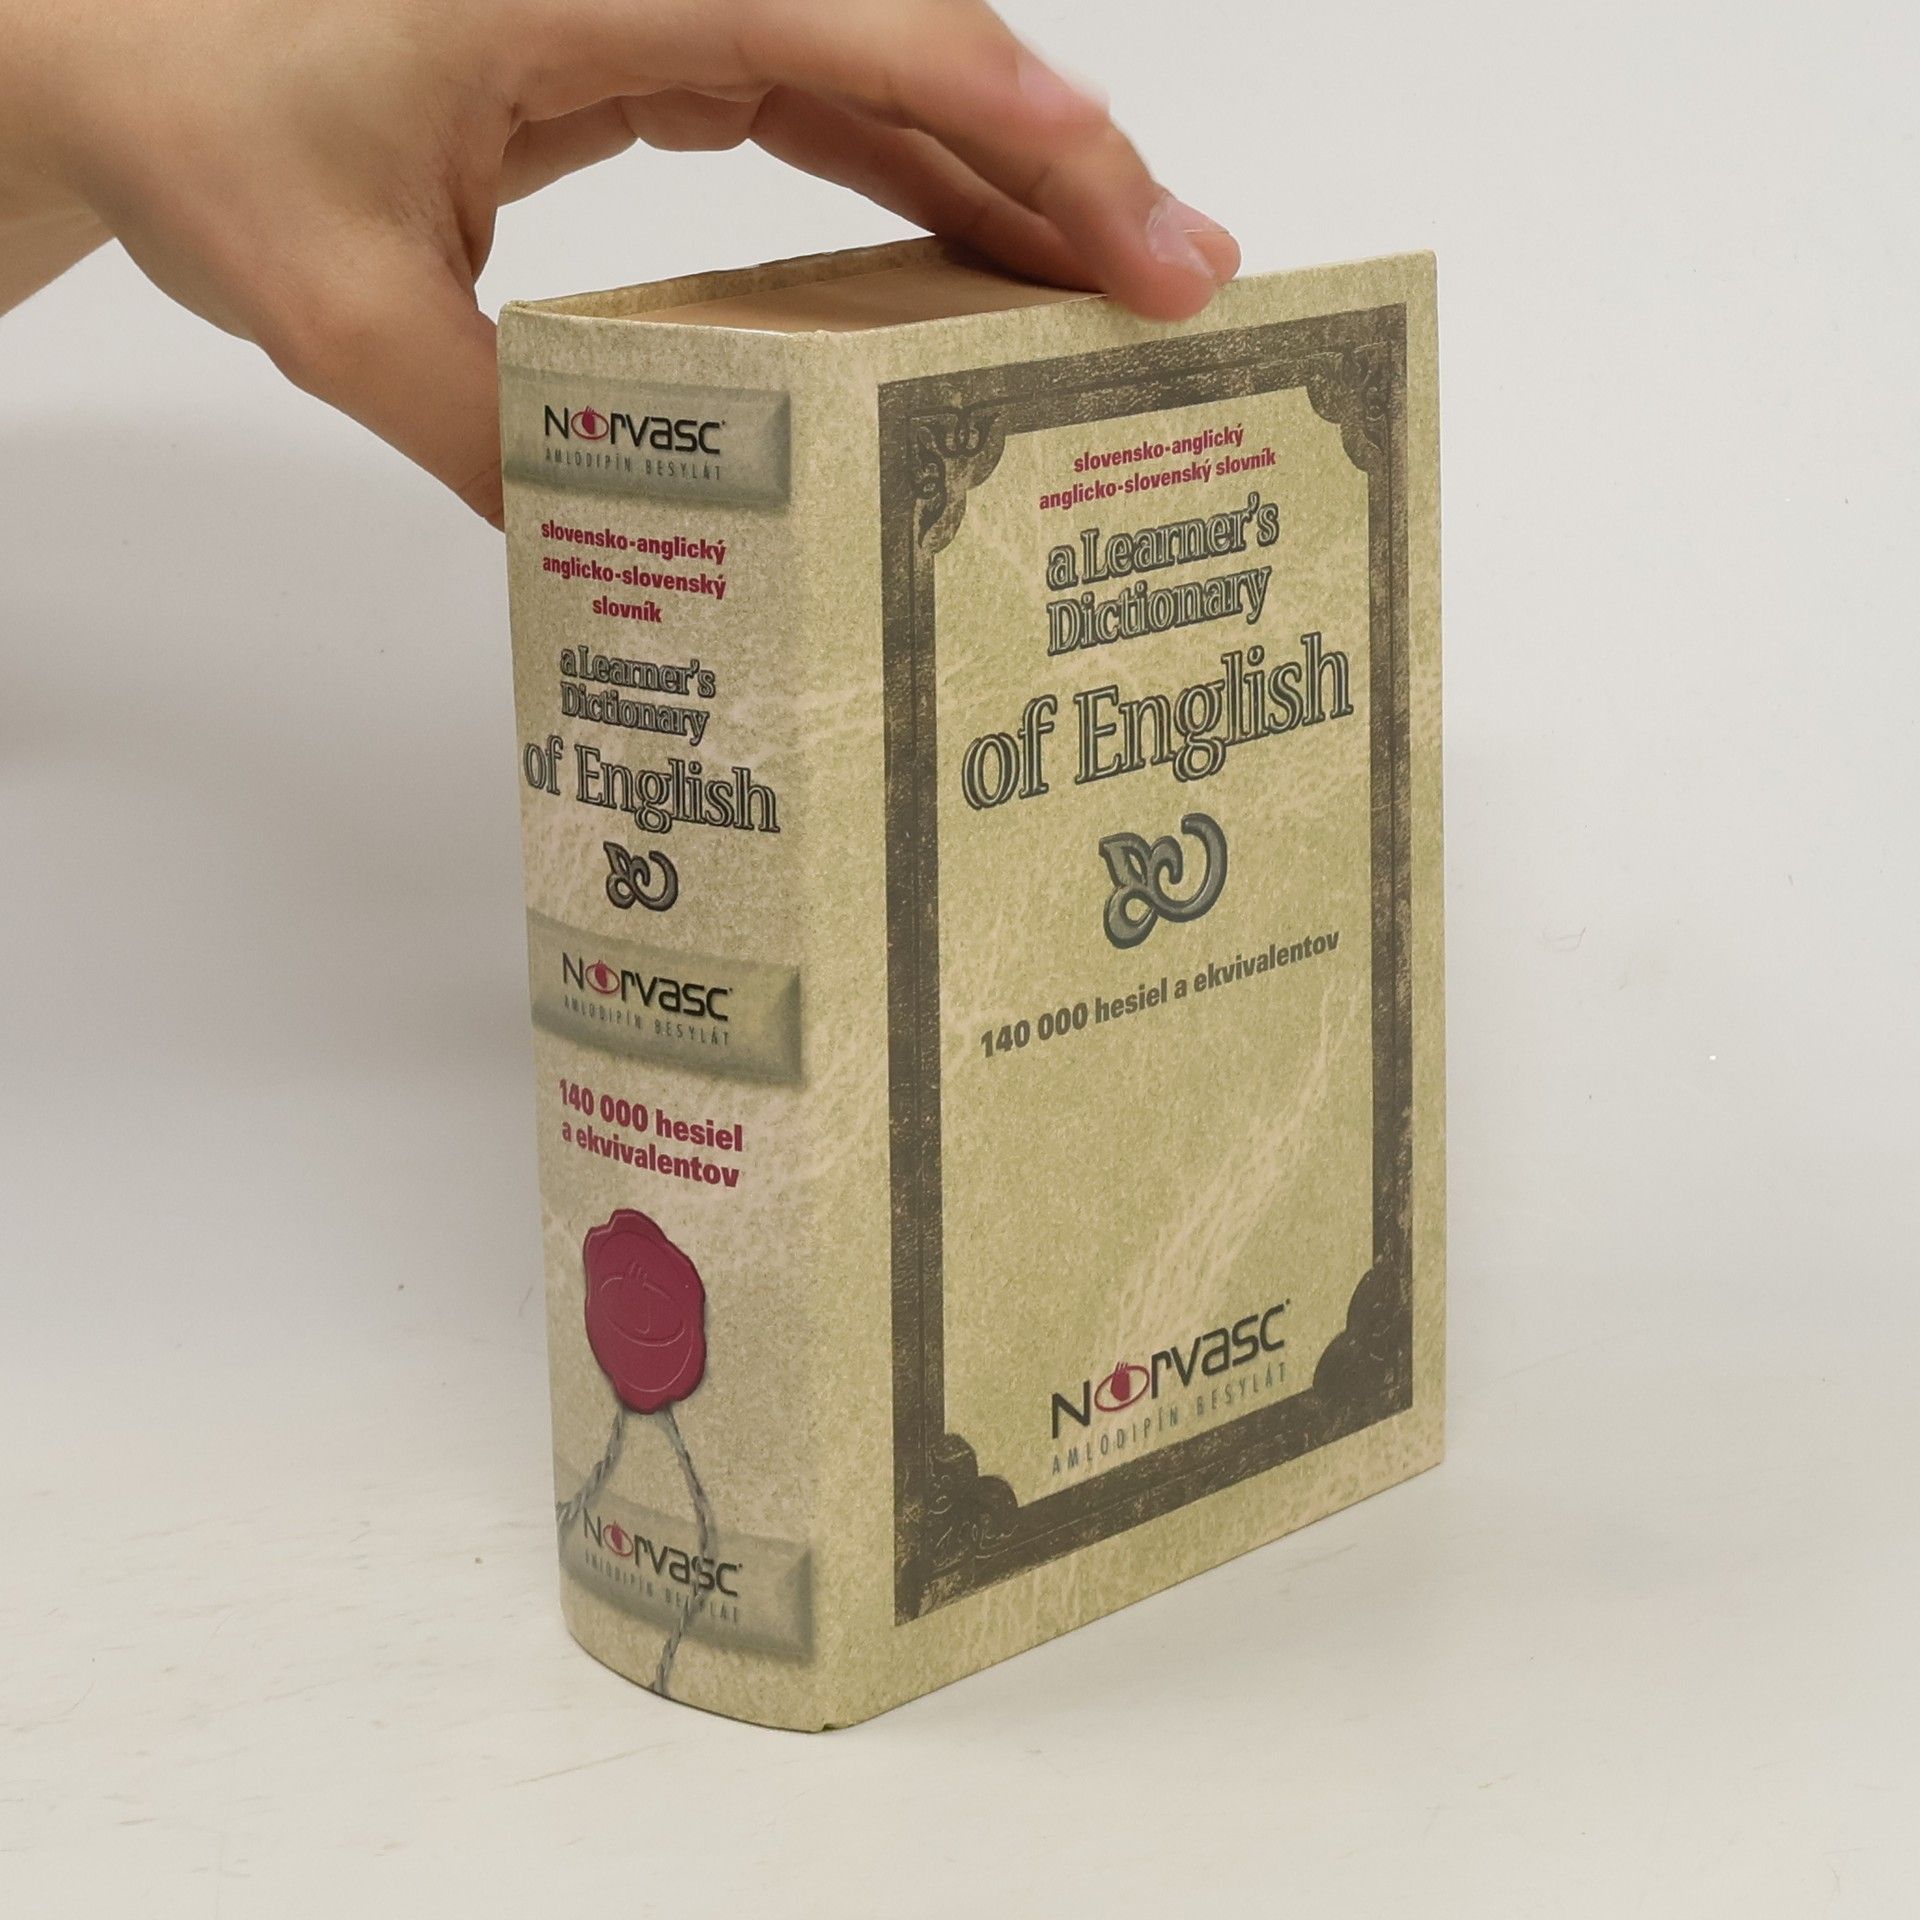 NOrvasc
AMLODIPÍN BESYLÁT
slovensko-anglický
anglicko-slovenský
slovník
a Learner's
Dictionary
of English
NOrvasc
AMLODIPÍN BESYLÁT
140 000 hesiel
a ekvivalentov
NOrvasc
AMLODIPÍN BESYLÁT
slovensko-anglický
anglicko-slovenský slovník
a Learner's
Dictionary
of English
140 000 hesiel a ekvivalentov
NOrvasc
AMLODIPÍN BESYLÁT